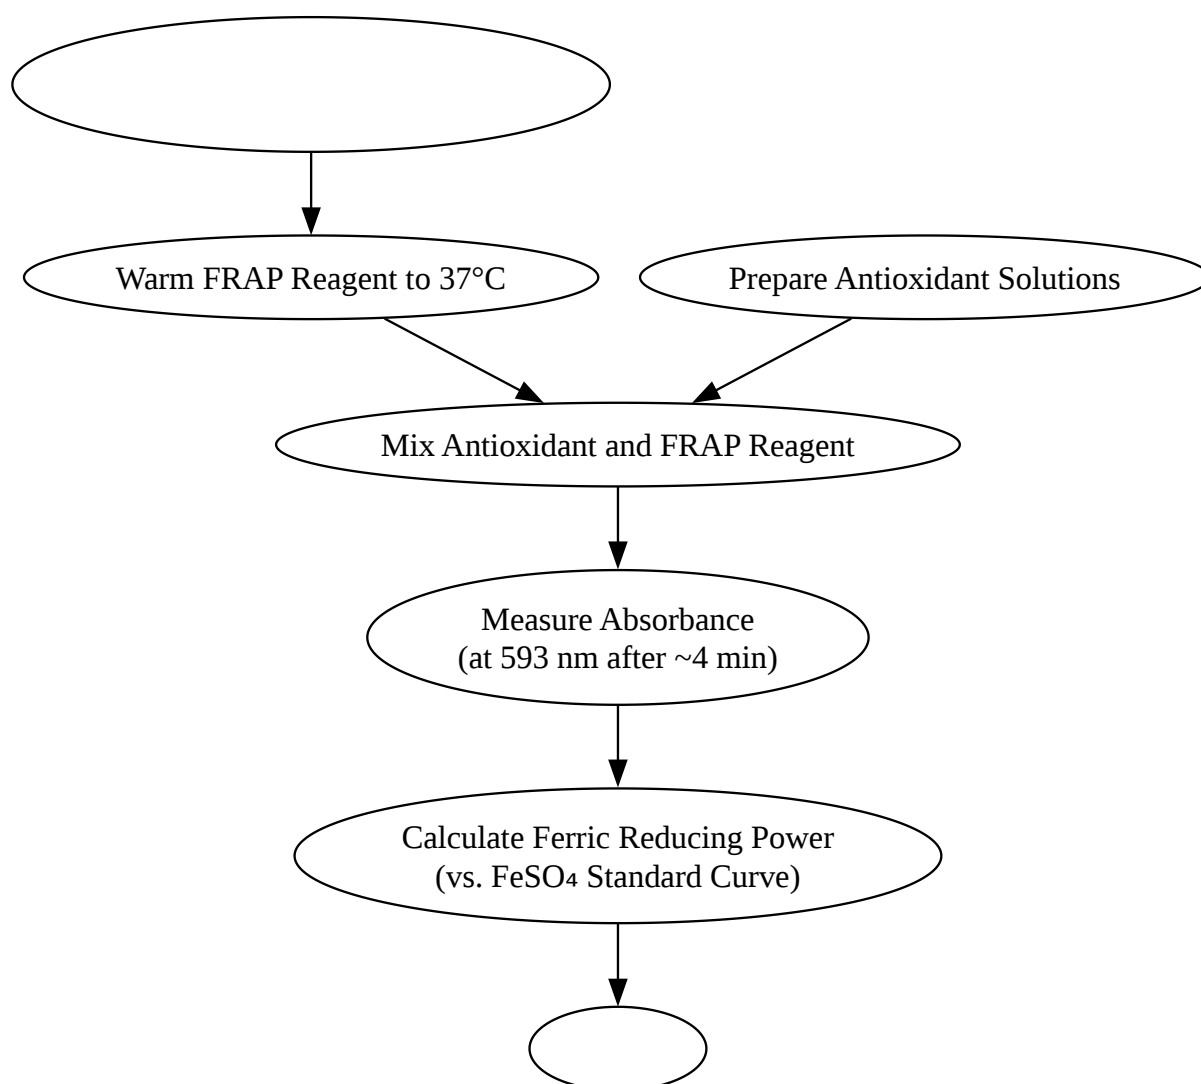 Warm FRAP Reagent to 37°C
Prepare Antioxidant Solutions
Mix Antioxidant and FRAP Reagent
Measure Absorbance
(at 593 nm after ~4 min)
Calculate Ferric Reducing Power
(vs. FeSO₄ Standard Curve)